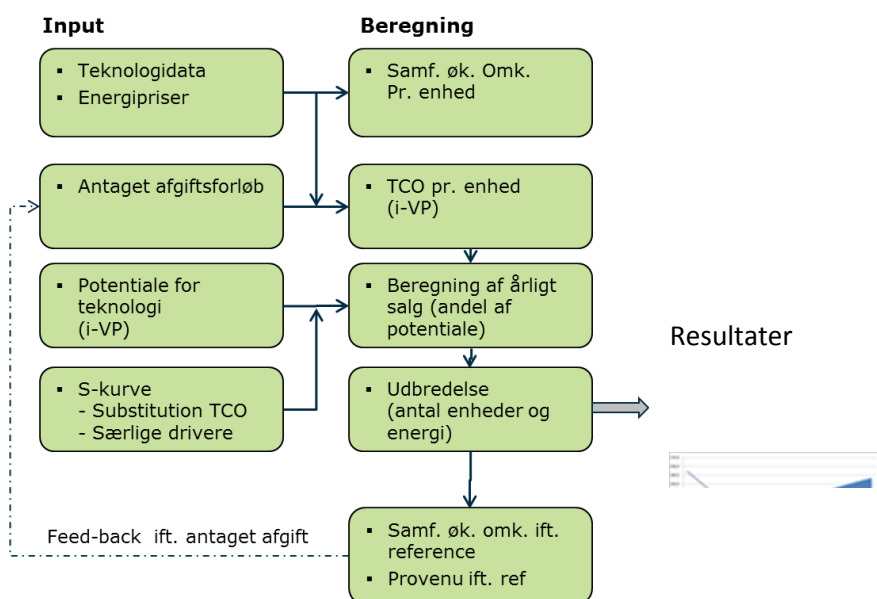 Input
Beregning
▪ Teknologidata
▪ Energipriser
▪ Samf. øk. Omk.
Pr. enhed
▪ Antaget afgiftsforløb
▪ TCO pr. enhed
(i-VP)
▪ Potentiale for
teknologi
(i-VP)
▪ Beregning af årligt
salg (andel af
potentiale)
Resultater
▪ S-kurve
- Substitution TCO
- Særlige drivere
▪ Udbredelse
(antal enheder og
energi)
Feed-back ift. antaget afgift
▪ Samf. øk. omk. ift.
reference
▪ Provenu ift. ref